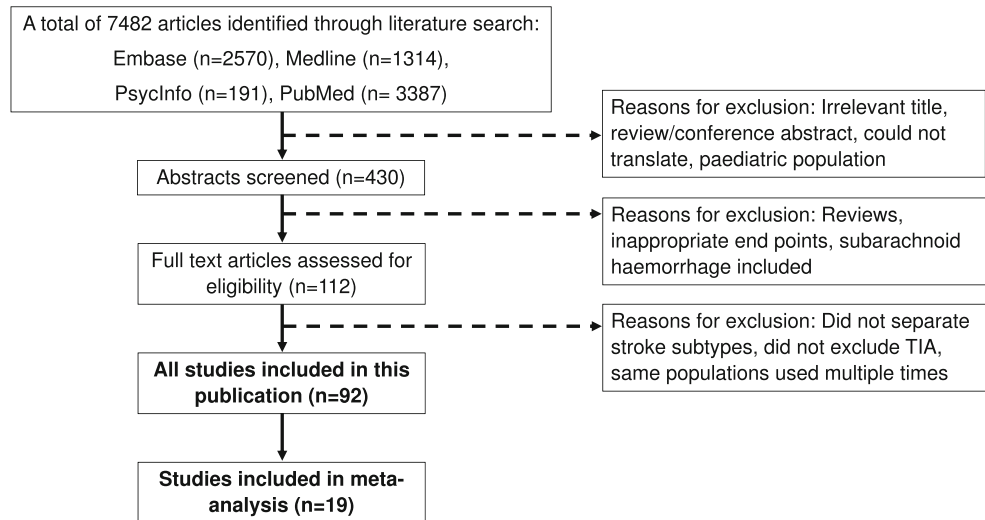 A total of 7482 articles identified through literature search:
Embase (n=2570), Medline (n=1314),
PsycInfo (n=191), PubMed (n= 3387)
Reasons for exclusion: Irrelevant title,
review/conference abstract, could not
translate, paediatric population
Abstracts screened (n=430)
Reasons for exclusion: Reviews,
inappropriate end points, subarachnoid
haemorrhage included
Full text articles assessed for
eligibility (n=112)
Reasons for exclusion: Did not separate
stroke subtypes, did not exclude TIA,
same populations used multiple times
All studies included in this
publication (n=92)
Studies included in meta-
analysis (n=19)